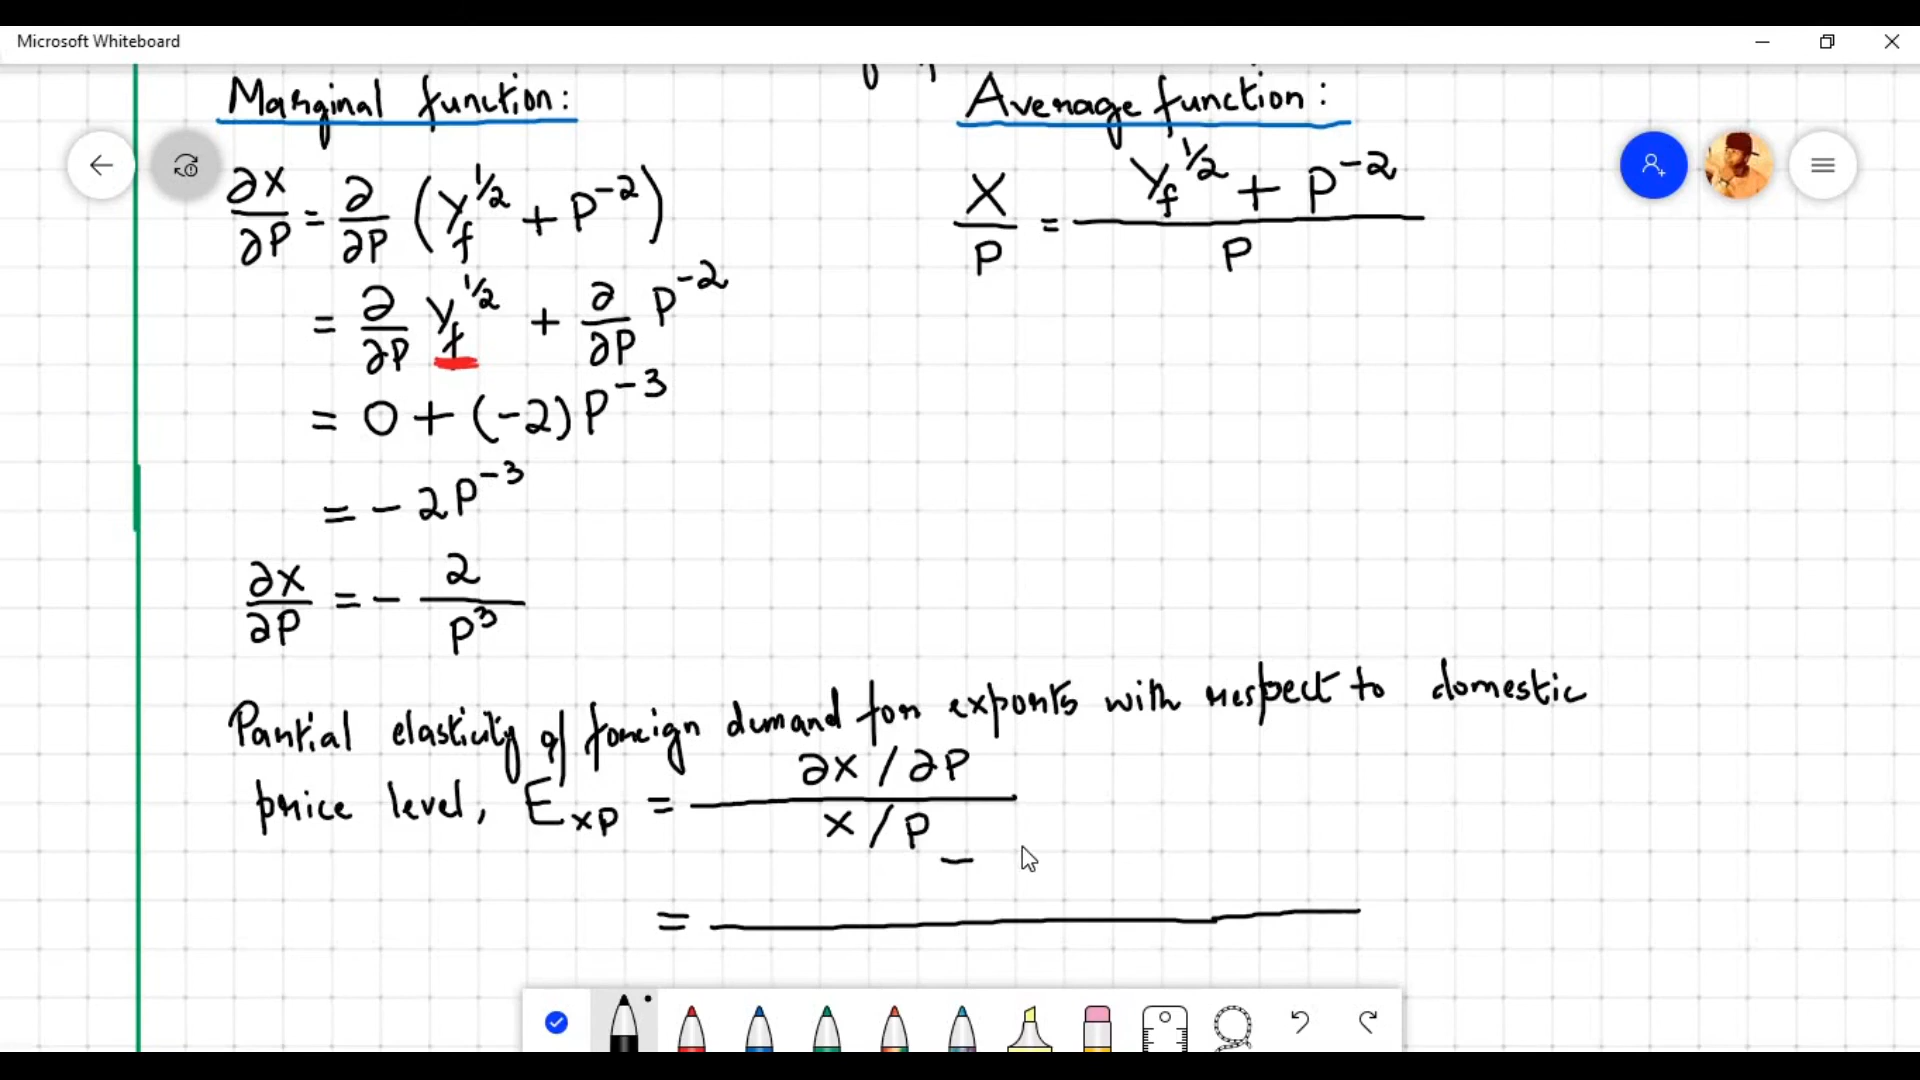 Microsoft Whiteboard
Marginal function:
∂X/∂P = ∂/∂P (Y_f^1/2 + P^-2)
= ∂/∂P Y_f^1/2 + ∂/∂P P^-2
= 0 + (-2) P^-3
= - 2P^-3
∂X/∂P = - 2/P^3
Average function:
X/P = (Y_f^1/2 + P^-2)/P
Partial elasticity of foreign demand for exports with respect to domestic
price level, E_XP = (∂X / ∂P)/(X / P)
= -